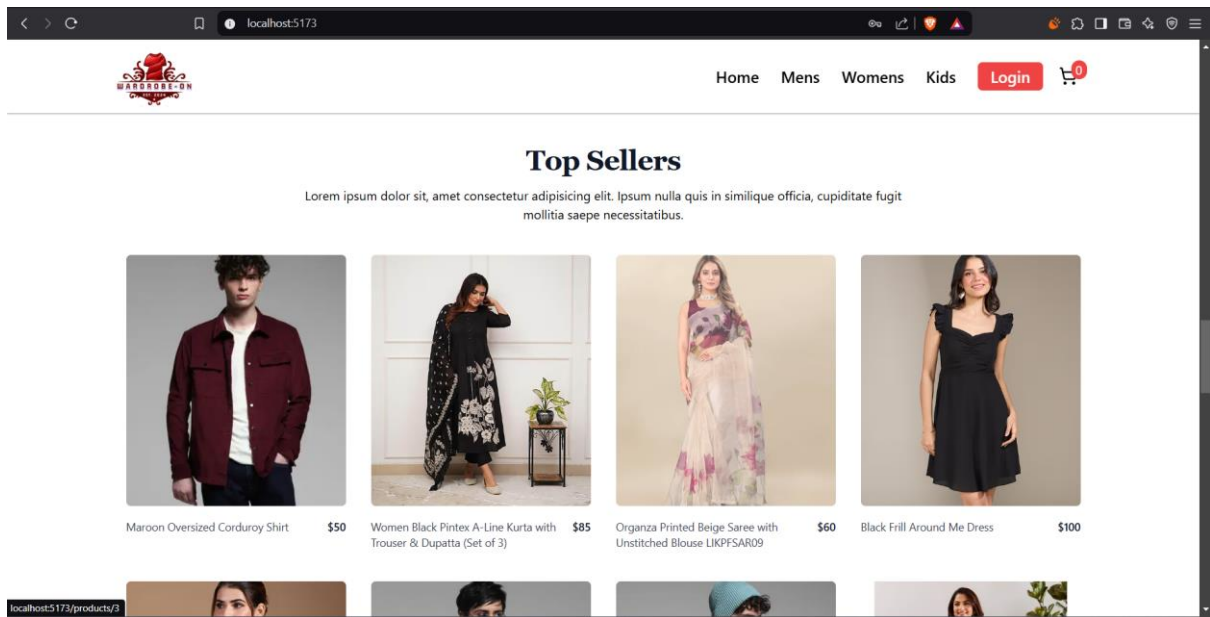 localhost:5173
WARDROBE-ON
Home Mens Womens Kids Login 0
Top Sellers
Lorem ipsum dolor sit, amet consectetur adipisicing elit. Ipsum nulla quis in similique officia, cupiditate fugit
mollitia saepe necessitatibus.
Maroon Oversized Corduroy Shirt $50
Women Black Pintex A-Line Kurta with $85
Trouser & Dupatta (Set of 3)
Organza Printed Beige Saree with $60
Unstitched Blouse LIKPFSAR09
Black Frill Around Me Dress $100
localhost:5173/products/3